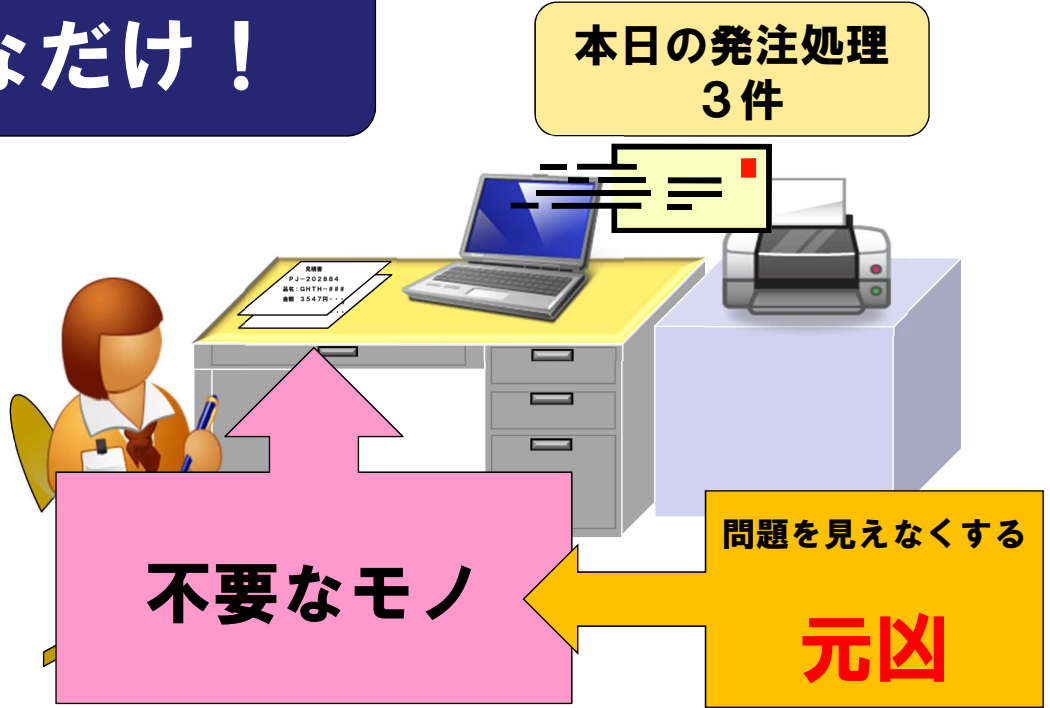 なだけ！
本日の発注処理
３件
見積書
ＰＪ－２０２８８４
品名：ＧＨＴＨ－＃＃＃
金額　３５４７円・・・
不要なモノ
問題を見えなくする
元凶